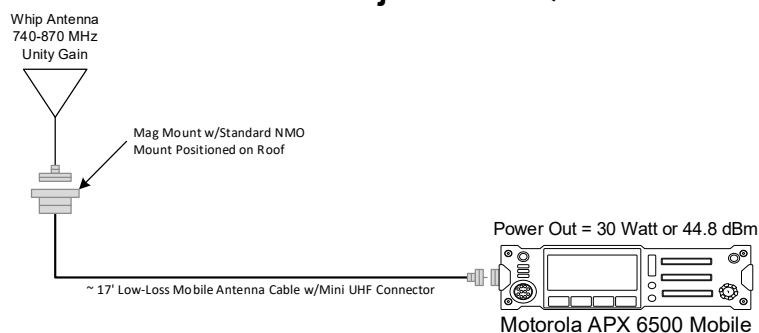 Whip Antenna
740-870 MHz
Unity Gain
Mag Mount w/Standard NMO
Mount Positioned on Roof
Power Out = 30 Watt or 44.8 dBm
~ 17' Low-Loss Mobile Antenna Cable w/Mini UHF Connector
Motorola APX 6500 Mobile